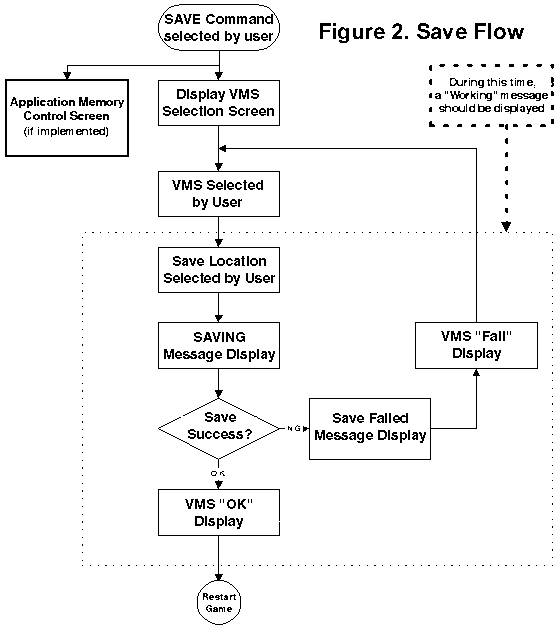 SAVE Command
selected by user
Figure 2. Save Flow
Application Memory
Control Screen
(if implemented)
Display VMS
Selection Screen
During this time,
a "Working" message
should be displayed
VMS Selected
by User
Save Location
Selected by User
SAVING
Message Display
VMS "Fail"
Display
Save
Success?
NG
Save Failed
Message Display
OK
VMS "OK"
Display
Restart
Game